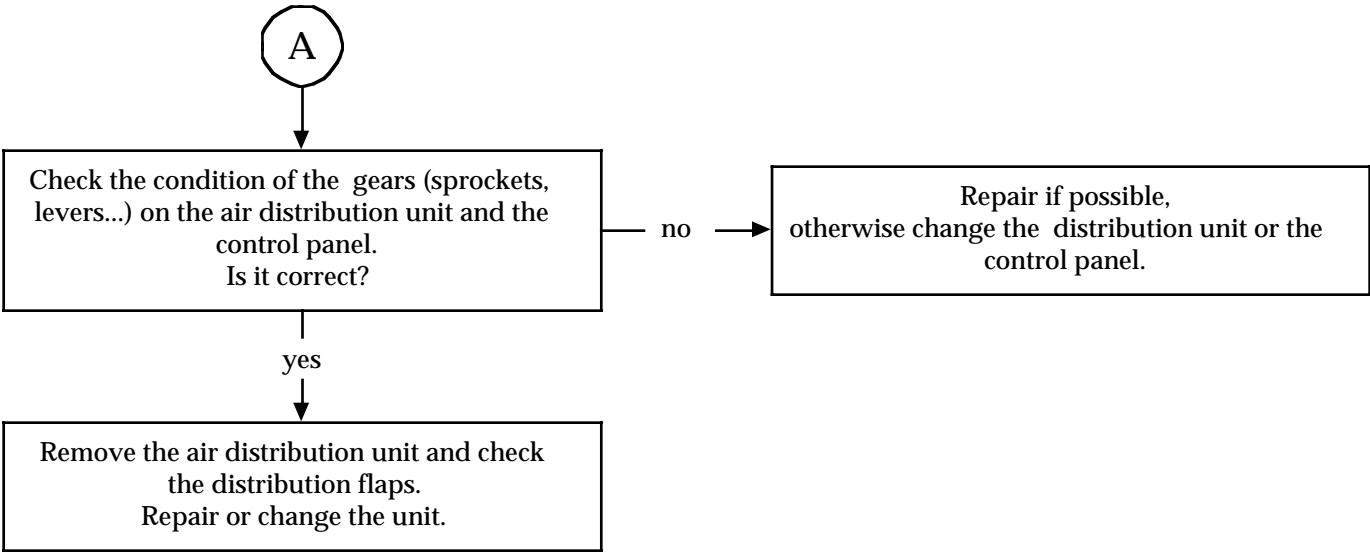 A
Check the condition of the gears (sprockets,
levers...) on the air distribution unit and the
control panel.
Is it correct?
no
Repair if possible,
otherwise change the distribution unit or the
control panel.
yes
Remove the air distribution unit and check
the distribution flaps.
Repair or change the unit.